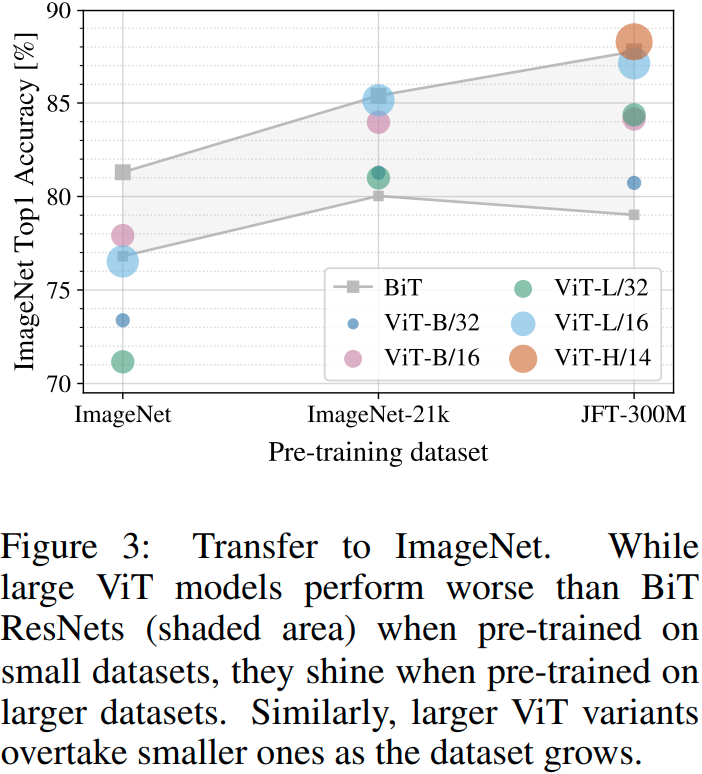 ImageNet Top1 Accuracy [%]
90
85
80
75
70
BiT
ViT-B/32
ViT-B/16
ViT-L/32
ViT-L/16
ViT-H/14
ImageNet
ImageNet-21k
JFT-300M
Pre-training dataset
Figure 3: Transfer to ImageNet. While
large ViT models perform worse than BiT
ResNets (shaded area) when pre-trained on
small datasets, they shine when pre-trained on
larger datasets. Similarly, larger ViT variants
overtake smaller ones as the dataset grows.